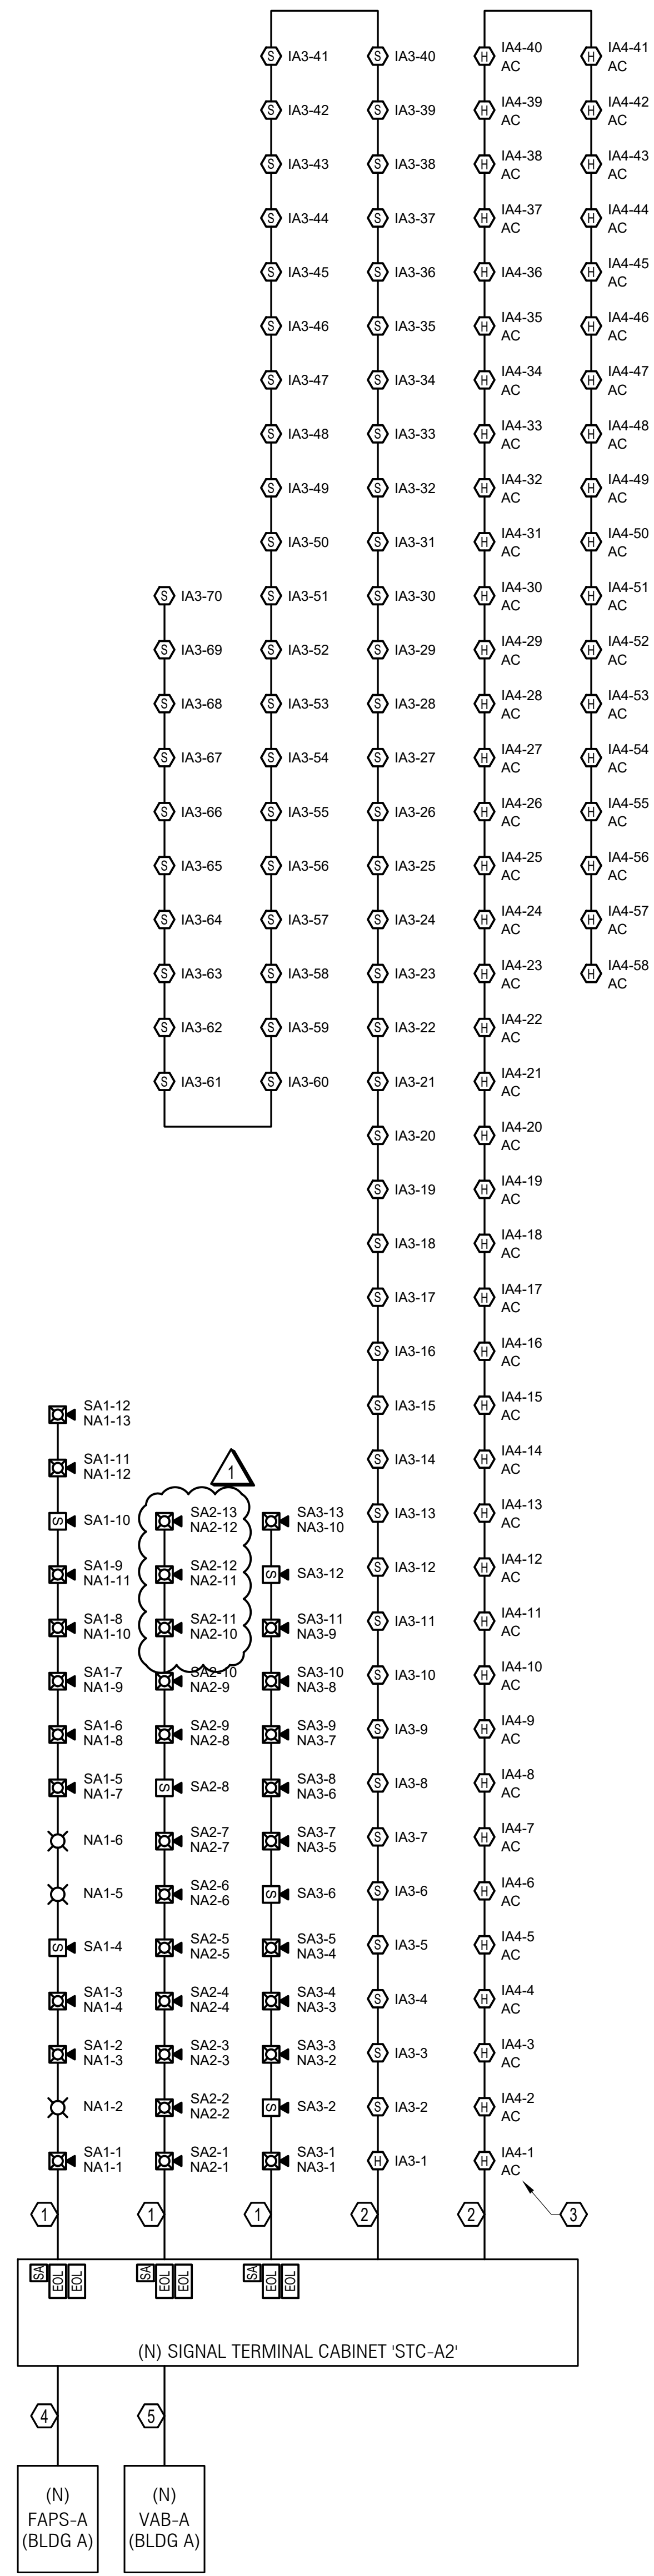 SA1-12
NA1-13
SA1-11
NA1-12
S SA1-10
SA1-9
NA1-11
SA1-8
NA1-10
SA1-7
NA1-9
SA1-6
NA1-8
SA1-5
NA1-7
NA1-6
NA1-5
S SA1-4
SA1-3
NA1-4
SA1-2
NA1-3
NA1-2
SA1-1
NA1-1
1
S IA3-70
S IA3-69
S IA3-68
S IA3-67
S IA3-66
S IA3-65
S IA3-64
S IA3-63
S IA3-62
S IA3-61
1
SA2-13
NA2-12
SA2-12
NA2-11
SA2-11
NA2-10
SA2-10
NA2-9
SA2-9
NA2-8
S SA2-8
SA2-7
NA2-7
SA2-6
NA2-6
SA2-5
NA2-5
SA2-4
NA2-4
SA2-3
NA2-3
SA2-2
NA2-2
SA2-1
NA2-1
1
S IA3-41
S IA3-42
S IA3-43
S IA3-44
S IA3-45
S IA3-46
S IA3-47
S IA3-48
S IA3-49
S IA3-50
S IA3-51
S IA3-52
S IA3-53
S IA3-54
S IA3-55
S IA3-56
S IA3-57
S IA3-58
S IA3-59
S IA3-60
SA3-13
NA3-10
S SA3-12
SA3-11
NA3-9
SA3-10
NA3-8
SA3-9
NA3-7
SA3-8
NA3-6
SA3-7
NA3-5
S SA3-6
SA3-5
NA3-4
SA3-4
NA3-3
SA3-3
NA3-2
S SA3-2
SA3-1
NA3-1
1
S IA3-40
S IA3-39
S IA3-38
S IA3-37
S IA3-36
S IA3-35
S IA3-34
S IA3-33
S IA3-32
S IA3-31
S IA3-30
S IA3-29
S IA3-28
S IA3-27
S IA3-26
S IA3-25
S IA3-24
S IA3-23
S IA3-22
S IA3-21
S IA3-20
S IA3-19
S IA3-18
S IA3-17
S IA3-16
S IA3-15
S IA3-14
S IA3-13
S IA3-12
S IA3-11
S IA3-10
S IA3-9
S IA3-8
S IA3-7
S IA3-6
S IA3-5
S IA3-4
S IA3-3
S IA3-2
H IA3-1
2
H IA4-40
AC
H IA4-39
AC
H IA4-38
AC
H IA4-37
AC
H IA4-36
H IA4-35
AC
H IA4-34
AC
H IA4-33
AC
H IA4-32
AC
H IA4-31
AC
H IA4-30
AC
H IA4-29
AC
H IA4-28
AC
H IA4-27
AC
H IA4-26
AC
H IA4-25
AC
H IA4-24
AC
H IA4-23
AC
H IA4-22
AC
H IA4-21
AC
H IA4-20
AC
H IA4-19
AC
H IA4-18
AC
H IA4-17
AC
H IA4-16
AC
H IA4-15
AC
H IA4-14
AC
H IA4-13
AC
H IA4-12
AC
H IA4-11
AC
H IA4-10
AC
H IA4-9
AC
H IA4-8
AC
H IA4-7
AC
H IA4-6
AC
H IA4-5
AC
H IA4-4
AC
H IA4-3
AC
H IA4-2
AC
H IA4-1
AC
2
H IA4-41
AC
H IA4-42
AC
H IA4-43
AC
H IA4-44
AC
H IA4-45
AC
H IA4-46
AC
H IA4-47
AC
H IA4-48
AC
H IA4-49
AC
H IA4-50
AC
H IA4-51
AC
H IA4-52
AC
H IA4-53
AC
H IA4-54
AC
H IA4-55
AC
H IA4-56
AC
H IA4-57
AC
H IA4-58
AC
3
SA EOL EOL
SA EOL EOL
SA EOL EOL
(N) SIGNAL TERMINAL CABINET 'STC-A2'
4
5
(N)
FAPS-A
(BLDG A)
(N)
VAB-A
(BLDG A)